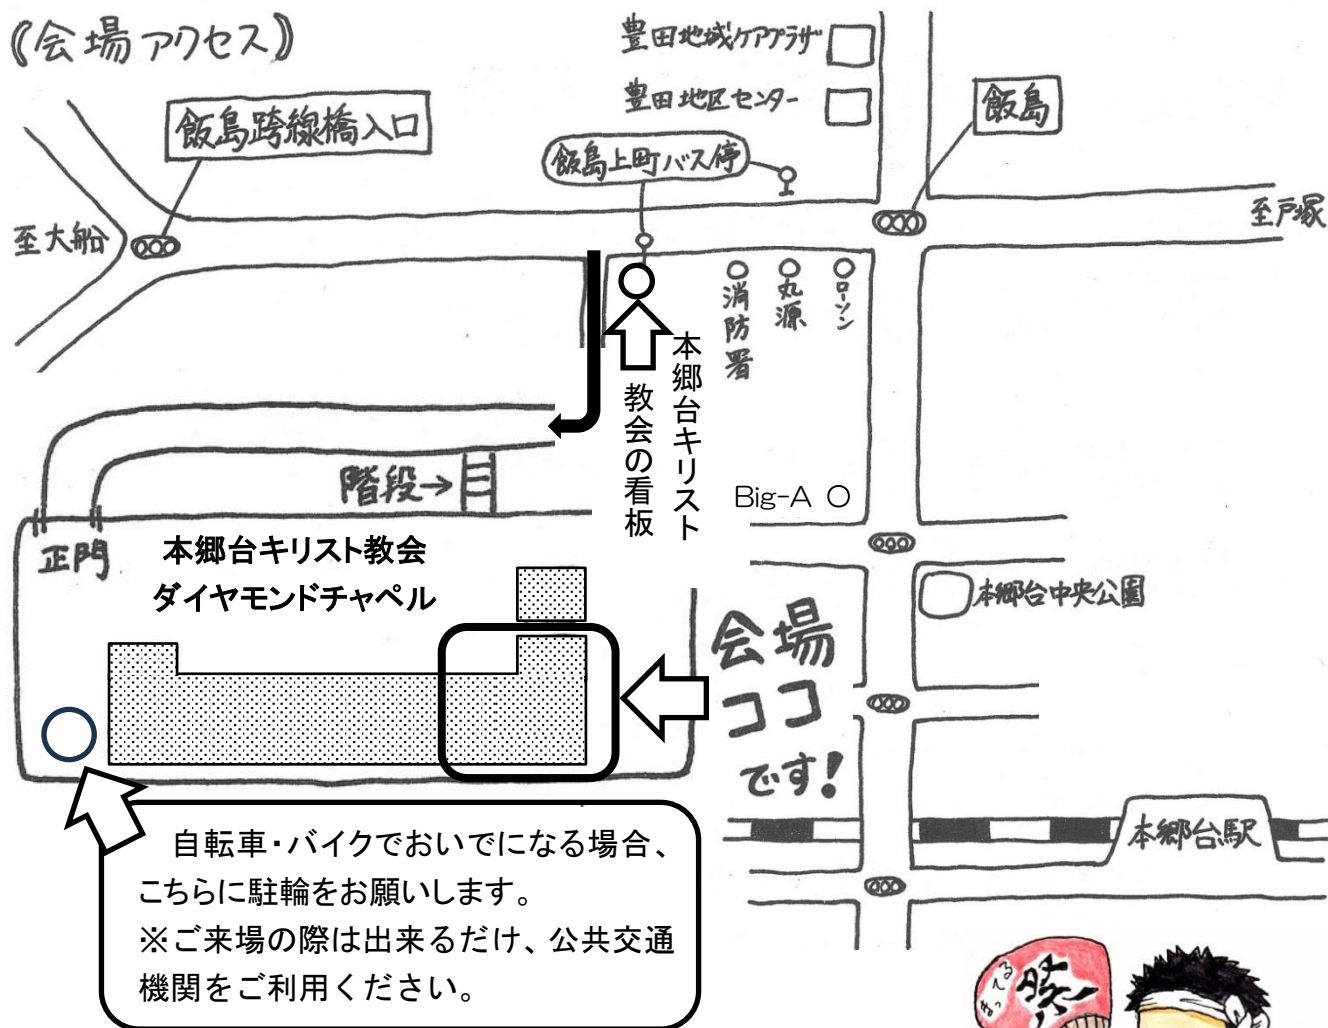 《会場アクセス》
豊田地域ケアプラザ
豊田地区センター
飯島跨線橋入口
飯島上町バス停
飯島
至大船
至戸塚
消防署
丸源
ローソン
本郷台キリスト
教会の看板
階段→
Big-A
正門
本郷台キリスト教会
ダイヤモンドチャペル
本郷台中央公園
会場
ココ
です!
本郷台駅
自転車・バイクでおいでになる場合、
こちらに駐輪をお願いします。
※ご来場の際は出来るだけ、公共交通
機関をご利用ください。
まってる
祭